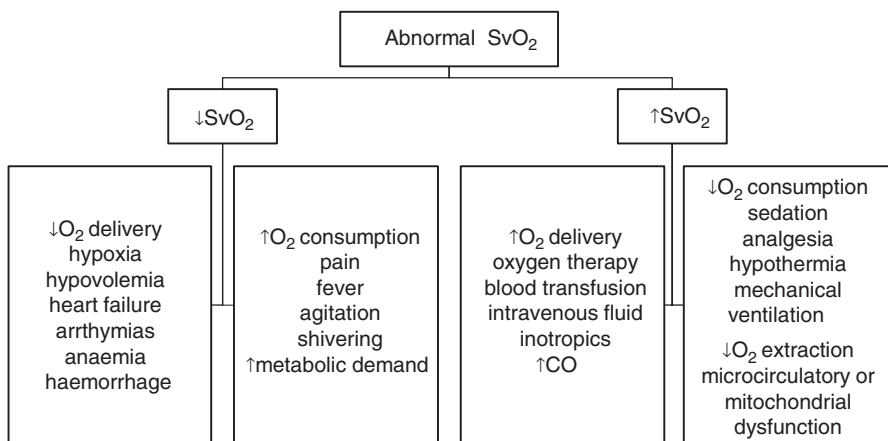 Abnormal SvO₂
↓SvO₂
↑SvO₂
↓O₂ delivery
hypoxia
hypovolemia
heart failure
arrthymias
anaemia
haemorrhage
↑O₂ consumption
pain
fever
agitation
shivering
↑metabolic demand
↑O₂ delivery
oxygen therapy
blood transfusion
intravenous fluid
inotropics
↑CO
↓O₂ consumption
sedation
analgesia
hypothermia
mechanical
ventilation
↓O₂ extraction
microcirculatory or
mitochondrial
dysfunction